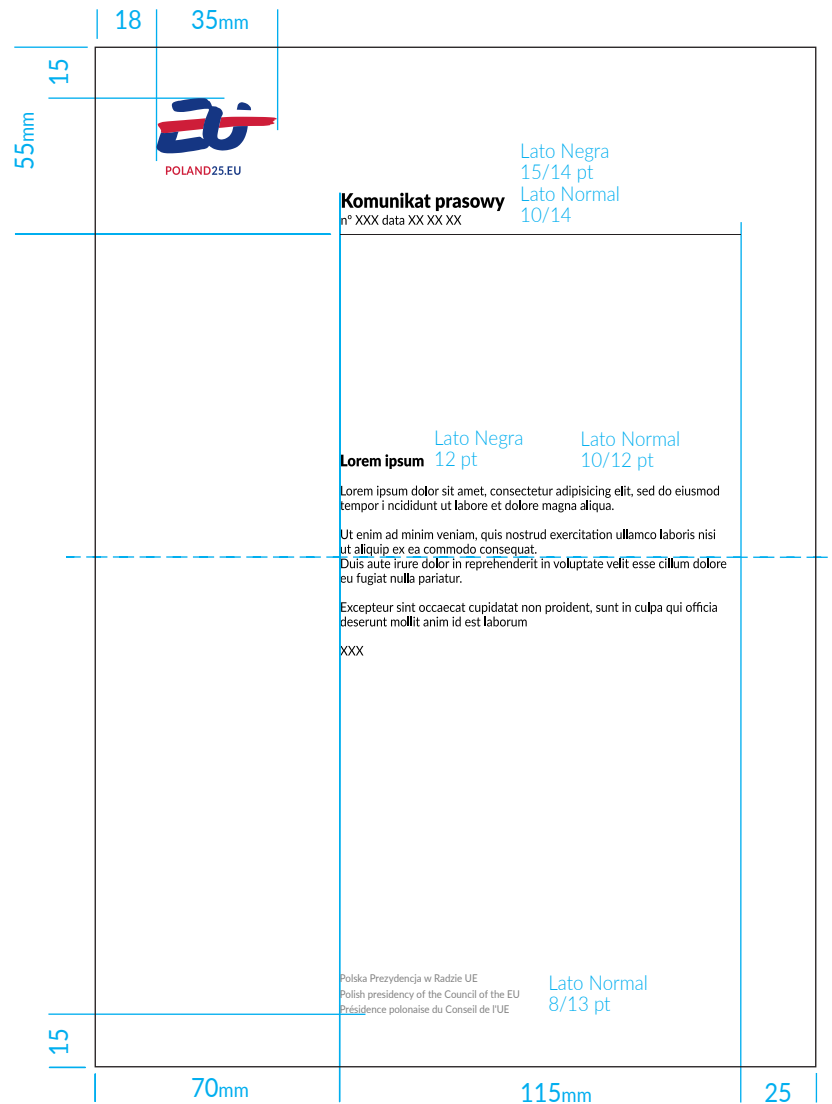 18 35mm
15
55mm
EU
POLAND25.EU
Lato Negra
15/14 pt
Lato Normal
10/14
Komunikat prasowy
nº XXX data XX XX XX
Lato Negra
12 pt
Lato Normal
10/12 pt
Lorem ipsum
Lorem ipsum dolor sit amet, consectetur adipisicing elit, sed do eiusmod
tempor i ncididunt ut labore et dolore magna aliqua.
Ut enim ad minim veniam, quis nostrud exercitation ullamco laboris nisi
ut aliquip ex ea commodo consequat.
Duis aute irure dolor in reprehenderit in voluptate velit esse cillum dolore
eu fugiat nulla pariatur.
Excepteur sint occaecat cupidatat non proident, sunt in culpa qui officia
deserunt mollit anim id est laborum
XXX
Polska Prezydencja w Radzie UE
Polish presidency of the Council of the EU
Présidence polonaise du Conseil de l'UE
Lato Normal
8/13 pt
15
70mm 115mm 25